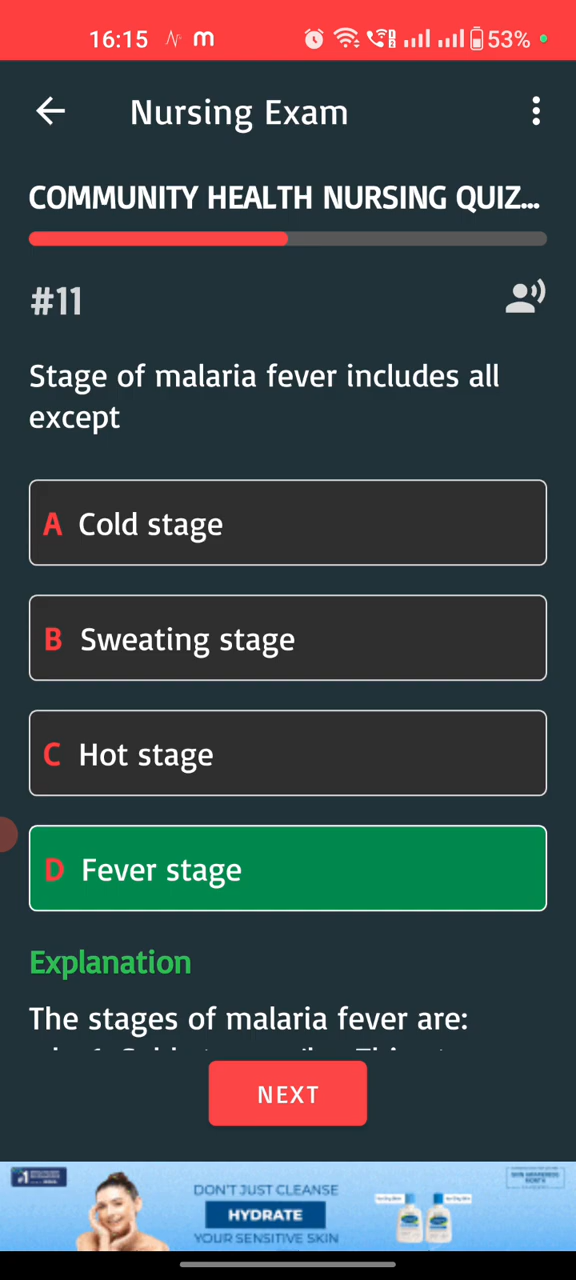 16:15 m 53%
Nursing Exam
COMMUNITY HEALTH NURSING QUIZ...
#11
Stage of malaria fever includes all
except
A Cold stage
B Sweating stage
C Hot stage
D Fever stage
Explanation
The stages of malaria fever are:
NEXT
#1
DON'T JUST CLEANSE
HYDRATE
YOUR SENSITIVE SKIN